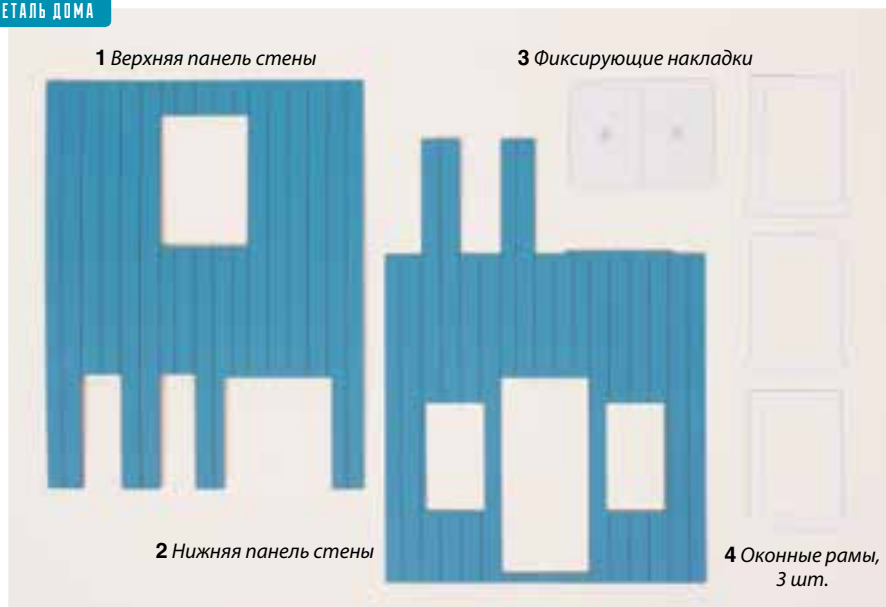 ЕТАЛЬ ДОМА
1 Верхняя панель стены
3 Фиксирующие накладки
2 Нижняя панель стены
4 Оконные рамы,
3 шт.